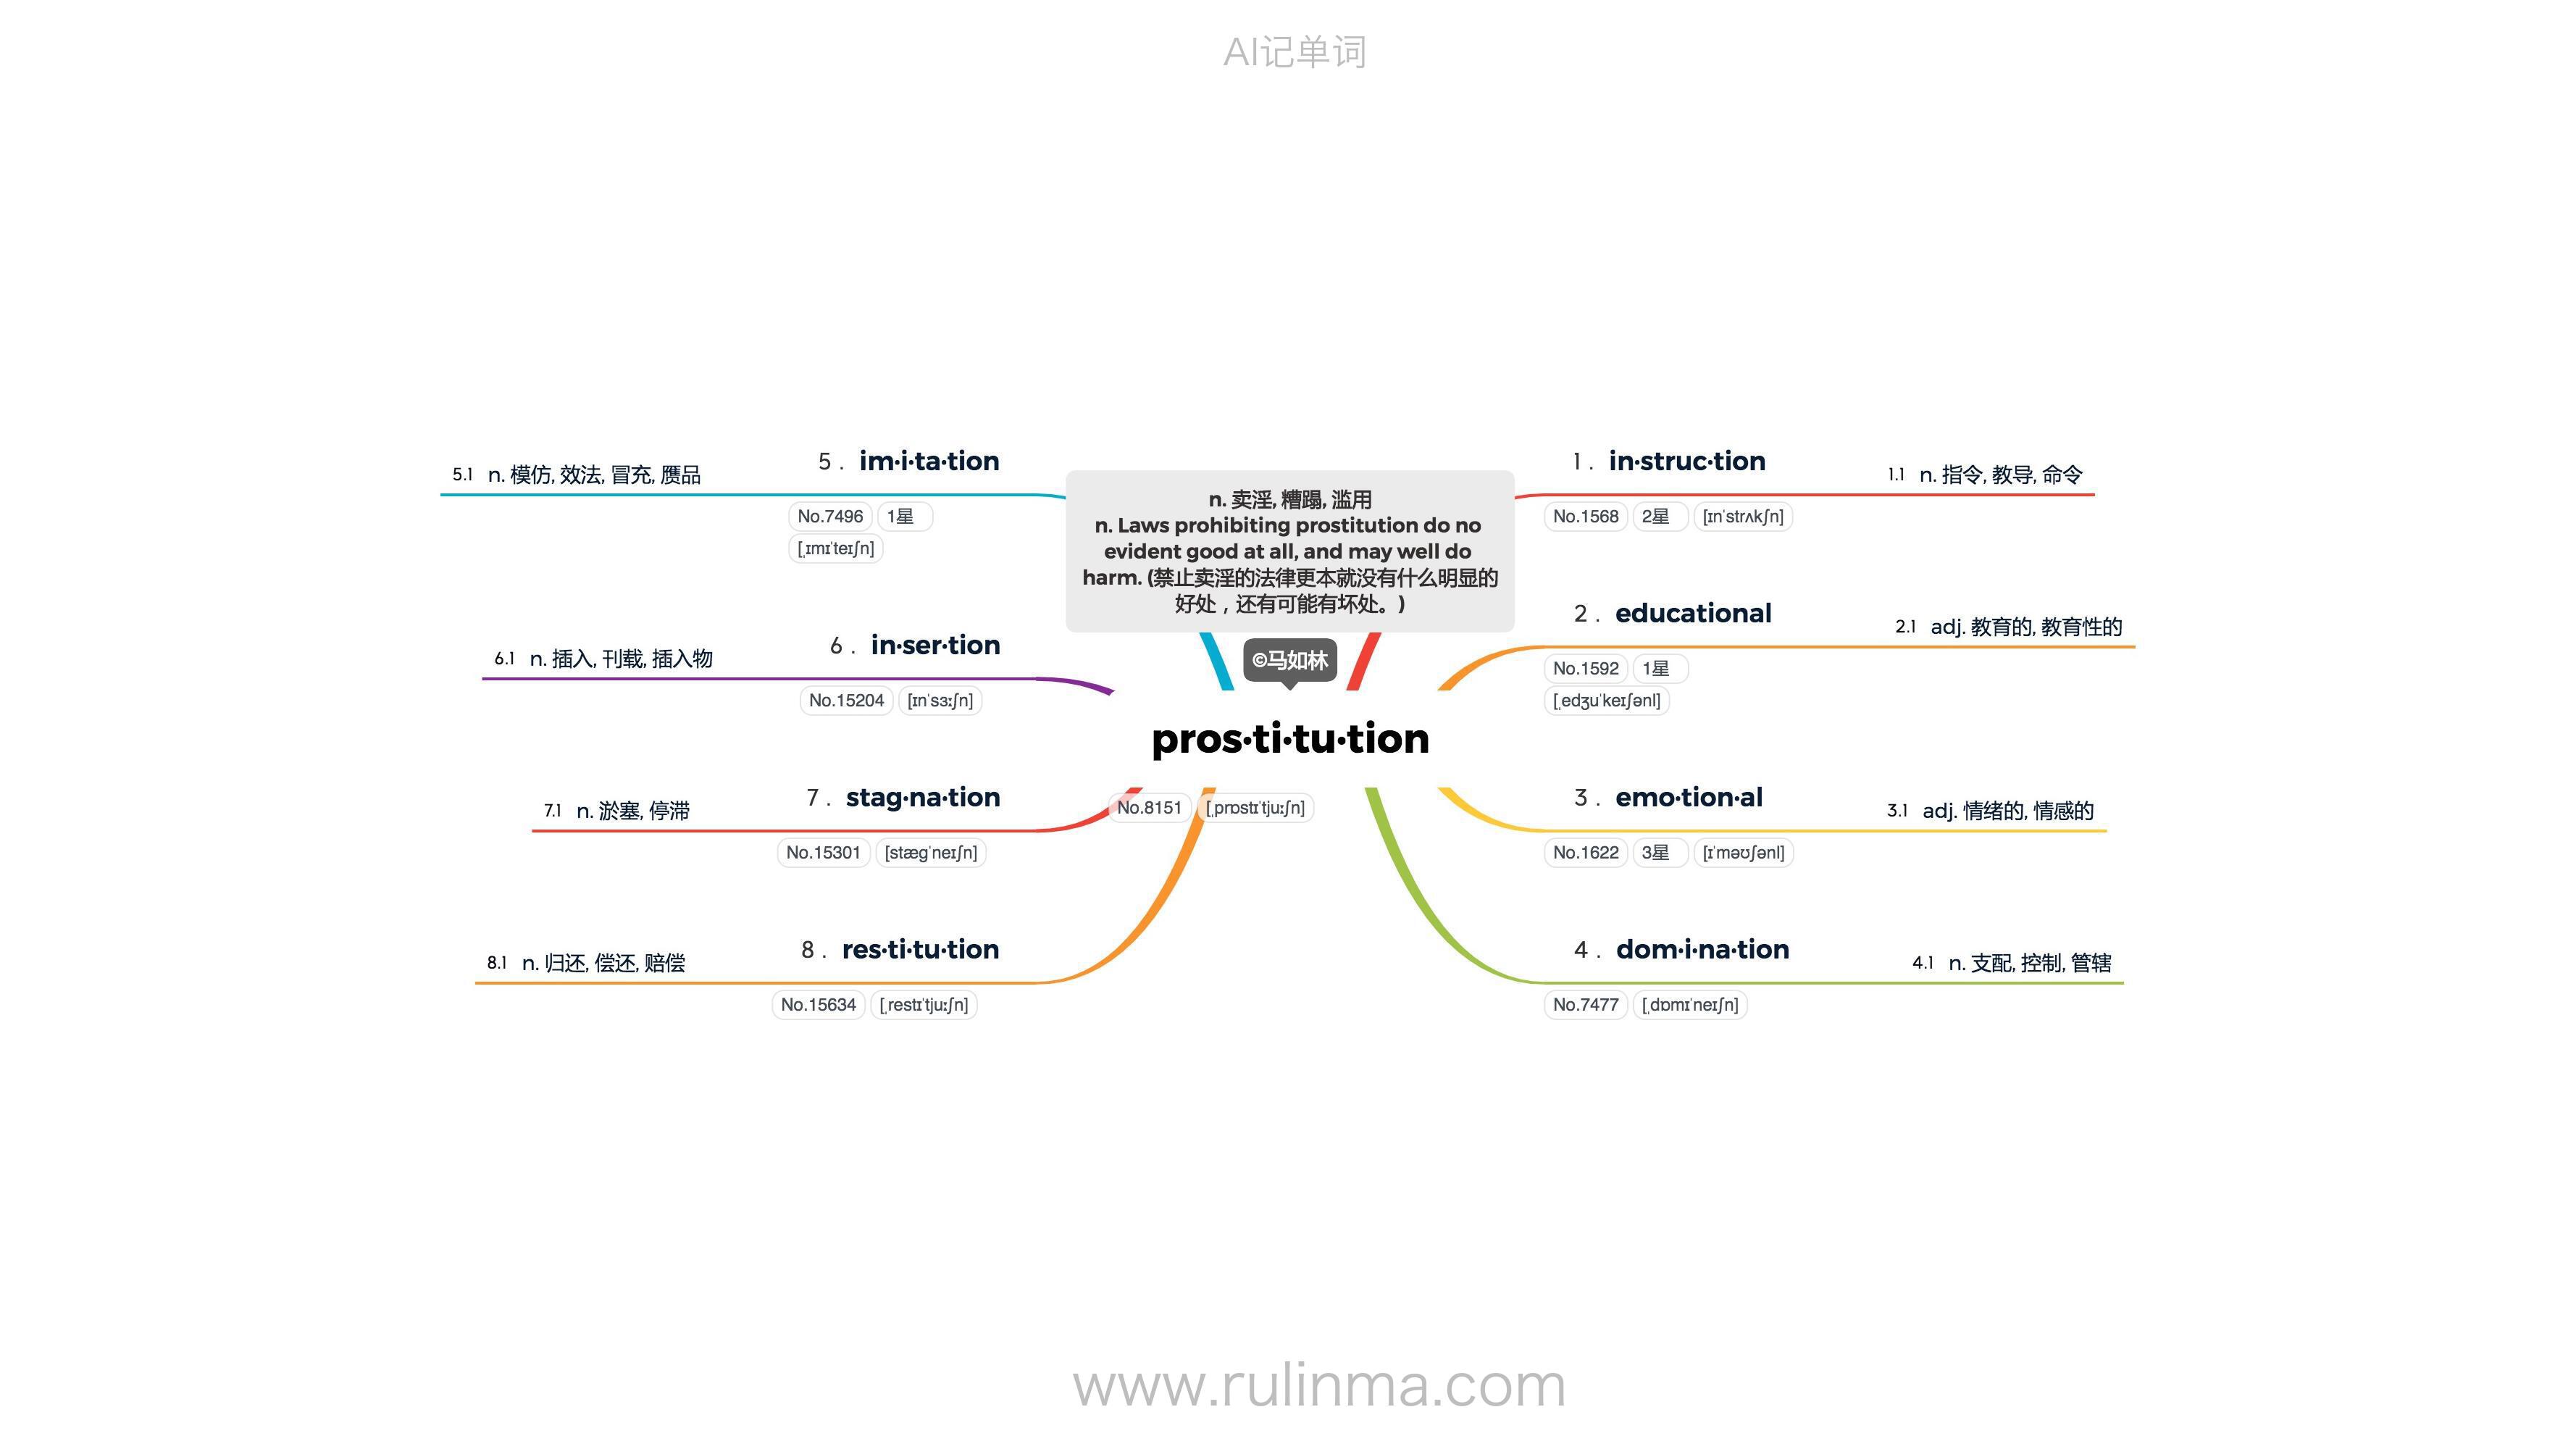 AI记单词
n. 卖淫, 糟蹋, 滥用
n. Laws prohibiting prostitution do no
evident good at all, and may well do
harm. (禁止卖淫的法律更本就没有什么明显的
好处，还有可能有坏处。)
©马如林
pros·ti·tu·tion
No.8151 [ˌprɒstɪˈtjuːʃn]
1 . in·struc·tion
1.1 n. 指令, 教导, 命令
No.1568 2星 [ɪnˈstrʌkʃn]
2 . educational
2.1 adj. 教育的, 教育性的
No.1592 1星
[ˌedʒuˈkeɪʃənl]
3 . emo·tion·al
3.1 adj. 情绪的, 情感的
No.1622 3星 [ɪˈməʊʃənl]
4 . dom·i·na·tion
4.1 n. 支配, 控制, 管辖
No.7477 [ˌdɒmɪˈneɪʃn]
5 . im·i·ta·tion
5.1 n. 模仿, 效法, 冒充, 赝品
No.7496 1星
[ˌɪmɪˈteɪʃn]
6 . in·ser·tion
6.1 n. 插入, 刊载, 插入物
No.15204 [ɪnˈsɜːʃn]
7 . stag·na·tion
7.1 n. 淤塞, 停滞
No.15301 [stægˈneɪʃn]
8 . res·ti·tu·tion
8.1 n. 归还, 偿还, 赔偿
No.15634 [ˌrestɪˈtjuːʃn]
www.rulinma.com